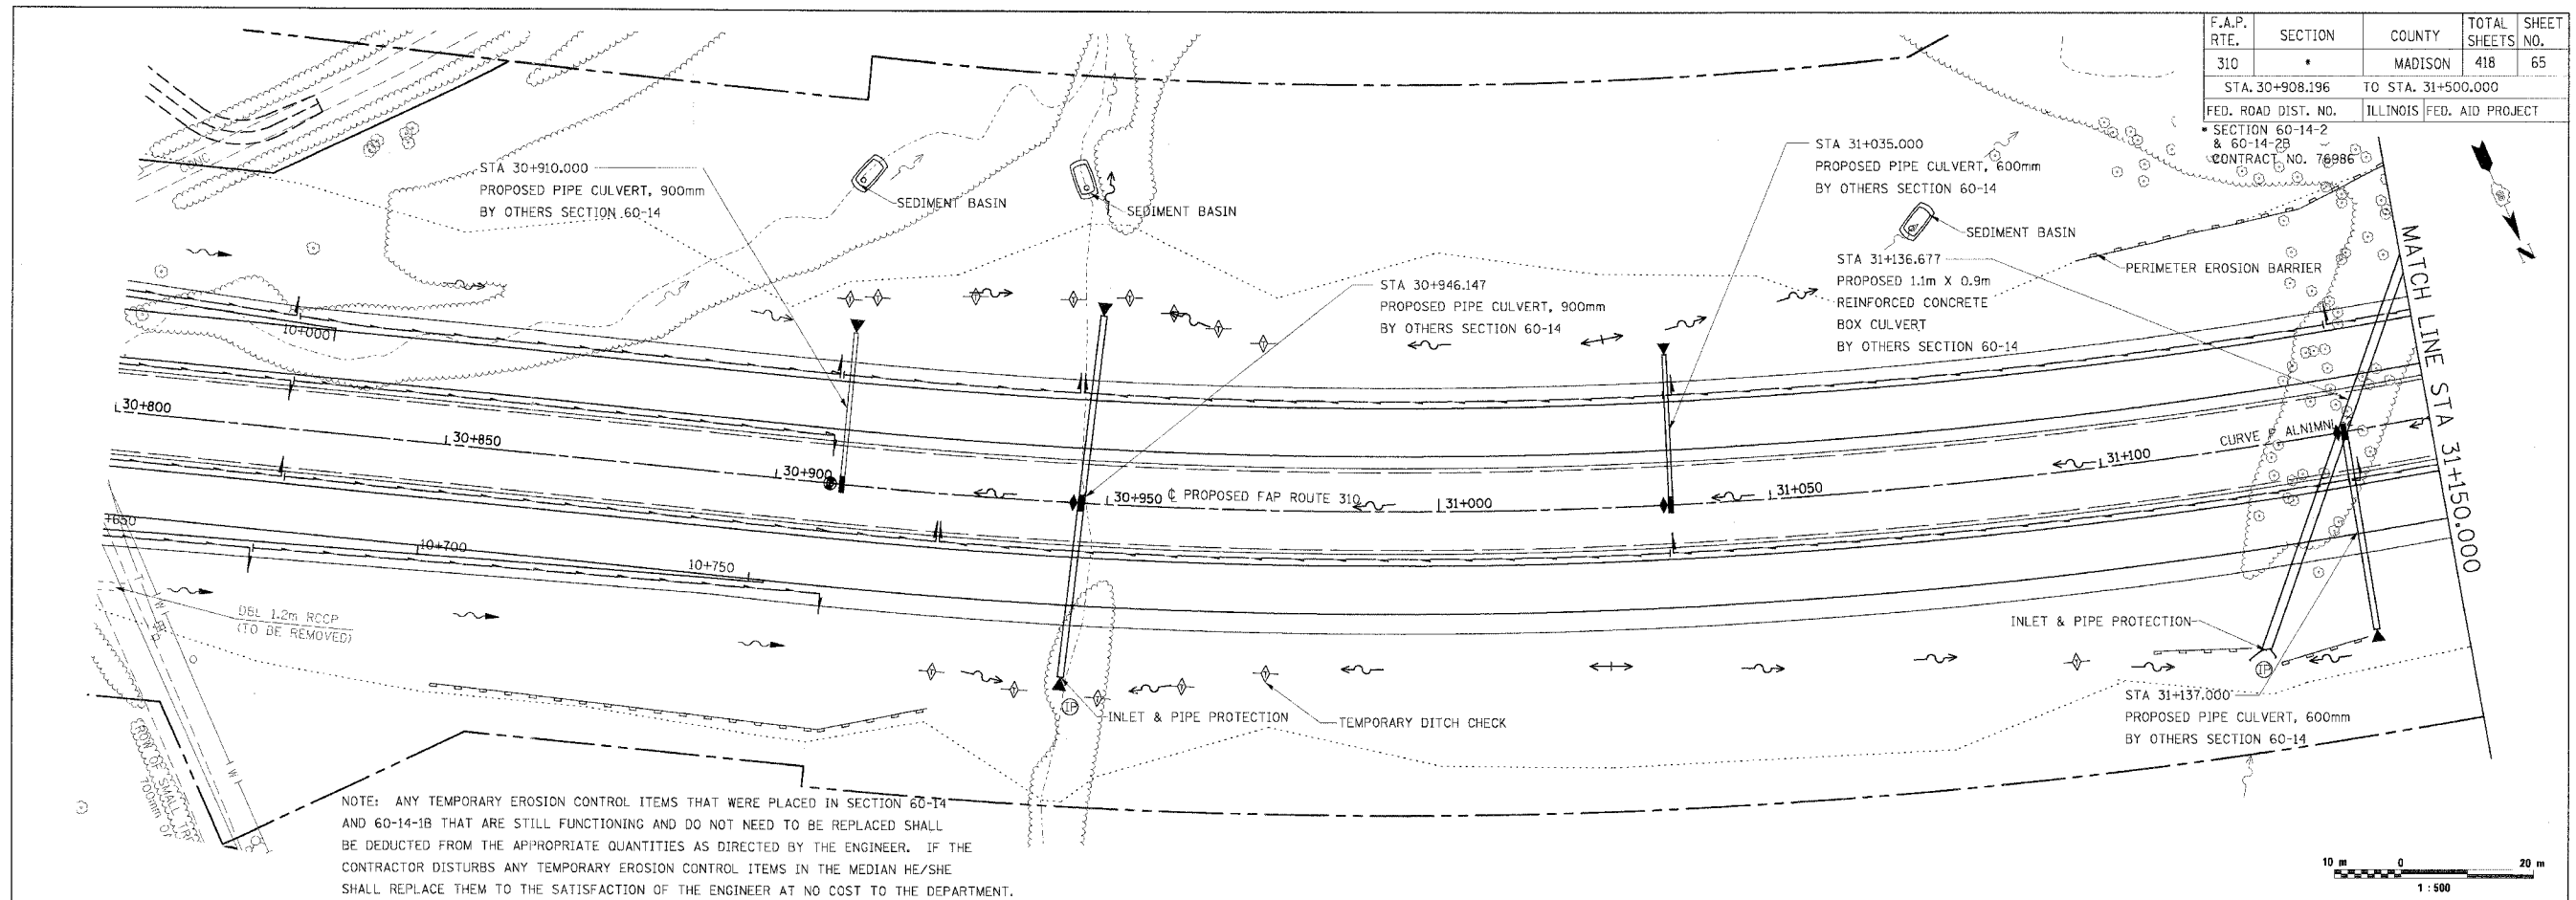 F.A.P. RTE.
SECTION
COUNTY
TOTAL SHEETS
SHEET NO.
310
*
MADISON
418
65
STA. 30+908.196 TO STA. 31+500.000
FED. ROAD DIST. NO.
ILLINOIS
FED. AID PROJECT
* SECTION 60-14-2
& 60-14-2B
CONTRACT NO. 76986
N
STA 30+910.000
PROPOSED PIPE CULVERT, 900mm
BY OTHERS SECTION 60-14
SEDIMENT BASIN
SEDIMENT BASIN
STA 31+035.000
PROPOSED PIPE CULVERT, 600mm
BY OTHERS SECTION 60-14
SEDIMENT BASIN
STA 31+136.677
PROPOSED 1.1m X 0.9m
REINFORCED CONCRETE
BOX CULVERT
BY OTHERS SECTION 60-14
PERIMETER EROSION BARRIER
STA 30+946.147
PROPOSED PIPE CULVERT, 900mm
BY OTHERS SECTION 60-14
MATCH LINE STA 31+150.000
10+000
30+800
30+850
30+900
30+950
℄ PROPOSED FAP ROUTE 310
31+000
31+050
31+100
CURVE F ALNIMNL
+650
10+700
10+750
DBL 1.2m RCCP
(TO BE REMOVED)
T
W
W
ROW OF SMALL
700mm
IP
INLET & PIPE PROTECTION
TEMPORARY DITCH CHECK
INLET & PIPE PROTECTION
IP
STA 31+137.000
PROPOSED PIPE CULVERT, 600mm
BY OTHERS SECTION 60-14
NOTE: ANY TEMPORARY EROSION CONTROL ITEMS THAT WERE PLACED IN SECTION 60-14
AND 60-14-1B THAT ARE STILL FUNCTIONING AND DO NOT NEED TO BE REPLACED SHALL
BE DEDUCTED FROM THE APPROPRIATE QUANTITIES AS DIRECTED BY THE ENGINEER. IF THE
CONTRACTOR DISTURBS ANY TEMPORARY EROSION CONTROL ITEMS IN THE MEDIAN HE/SHE
SHALL REPLACE THEM TO THE SATISFACTION OF THE ENGINEER AT NO COST TO THE DEPARTMENT.
10 m 0 20 m
1 : 500